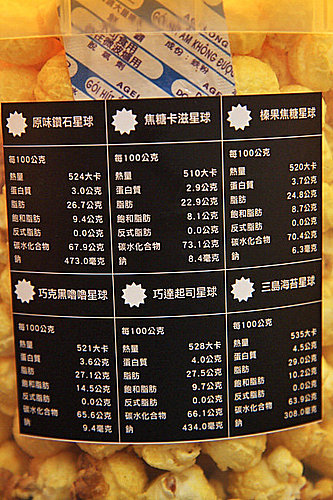 GÓI HÚT
AGEL
KHÔNG ĐƯỢC
脫氧劑
成份：鐵粉
原味鑽石星球
每100公克
熱量 524大卡
蛋白質 3.0公克
脂肪 26.7公克
飽和脂肪 9.4公克
反式脂肪 0.0公克
碳水化合物 67.9公克
鈉 473.0毫克
焦糖卡滋星球
每100公克
熱量 510大卡
蛋白質 2.9公克
脂肪 22.9公克
飽和脂肪 8.1公克
反式脂肪 0.0公克
碳水化合物 73.1公克
鈉 8.4毫克
榛果焦糖星球
每100公克
熱量 520大卡
蛋白質 3.7公克
脂肪 24.8公克
飽和脂肪 8.7公克
反式脂肪 0.0公克
碳水化合物 70.4公克
鈉 6.3毫克
巧克黑嚕嚕星球
每100公克
熱量 521大卡
蛋白質 3.6公克
脂肪 27.1公克
飽和脂肪 14.5公克
反式脂肪 0.0公克
碳水化合物 65.6公克
鈉 9.4毫克
巧達起司星球
每100公克
熱量 528大卡
蛋白質 4.0公克
脂肪 27.5公克
飽和脂肪 9.7公克
反式脂肪 0.0公克
碳水化合物 66.1公克
鈉 434.0毫克
三島海苔星球
每100公克
熱量 535大卡
蛋白質 4.5公克
脂肪 29.0公克
飽和脂肪 10.2公克
反式脂肪 0.0公克
碳水化合物 63.9公克
鈉 308.0毫克